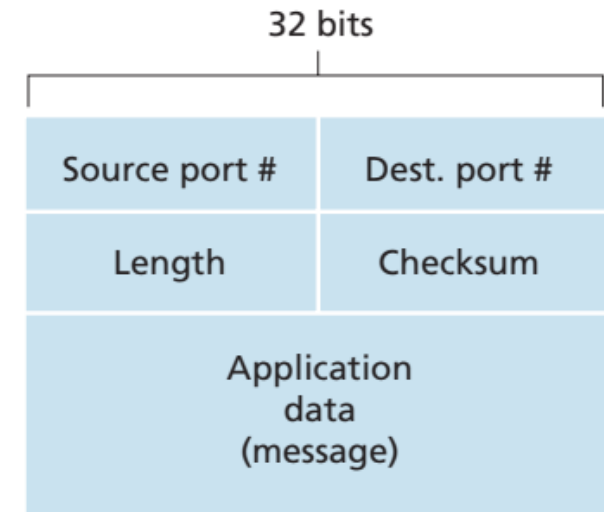 32 bits
Source port #
Dest. port #
Length
Checksum
Application
data
(message)